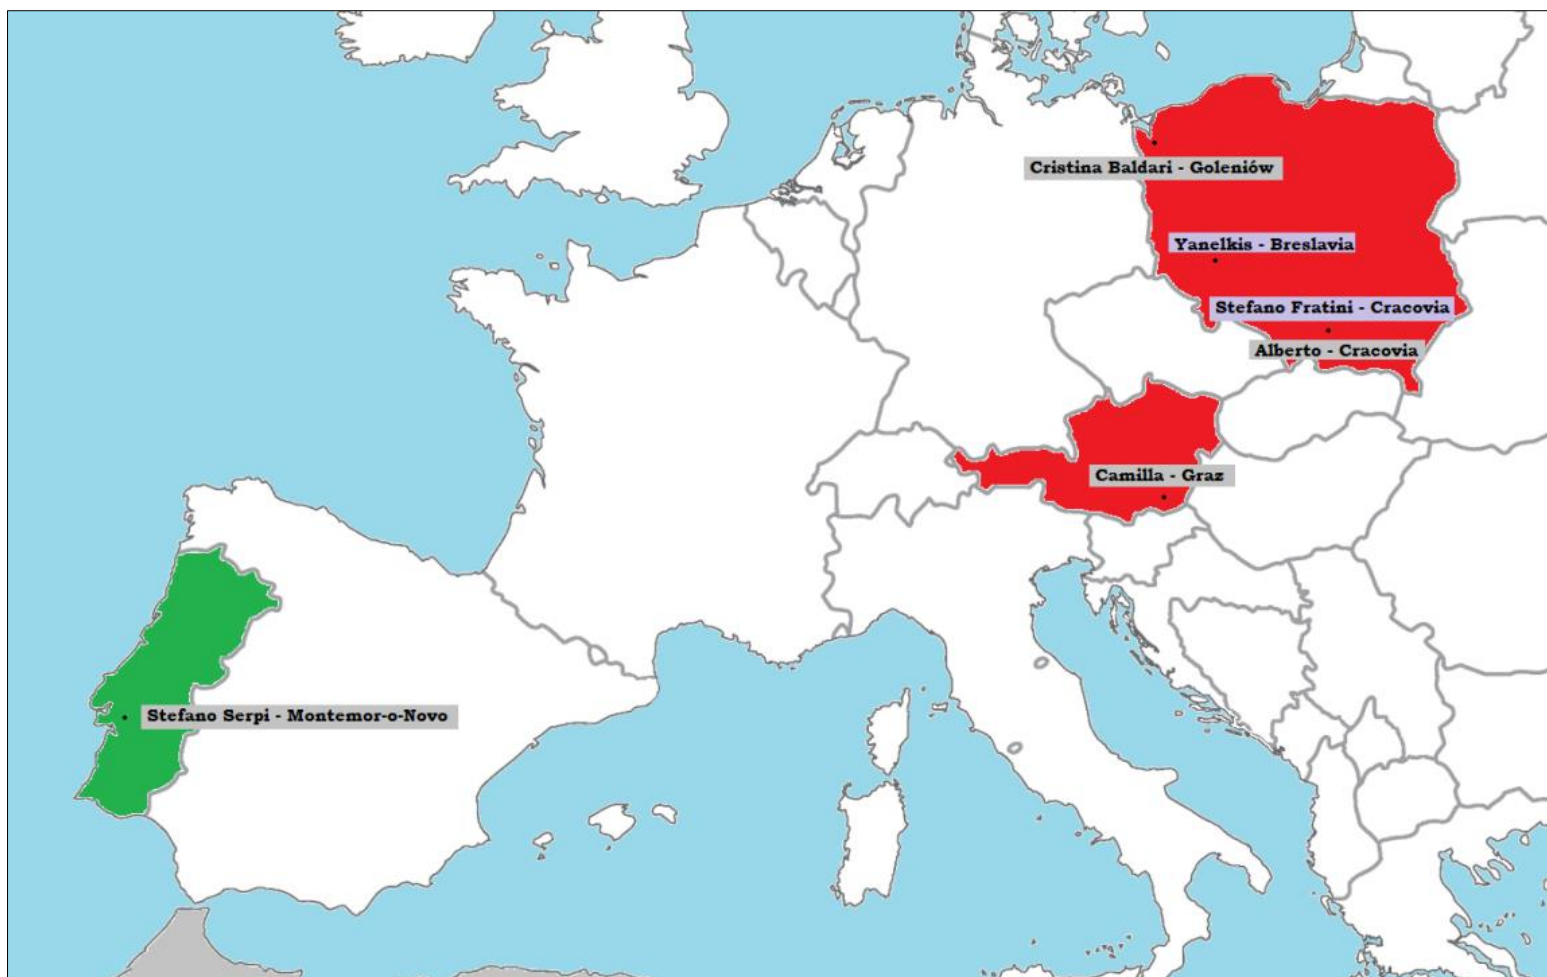 Cristina Baldari - Goleniów
Yanelkis - Breslavia
Stefano Fratini - Cracovia
Alberto - Cracovia
Camilla - Graz
Stefano Serpi - Montemor-o-Novo